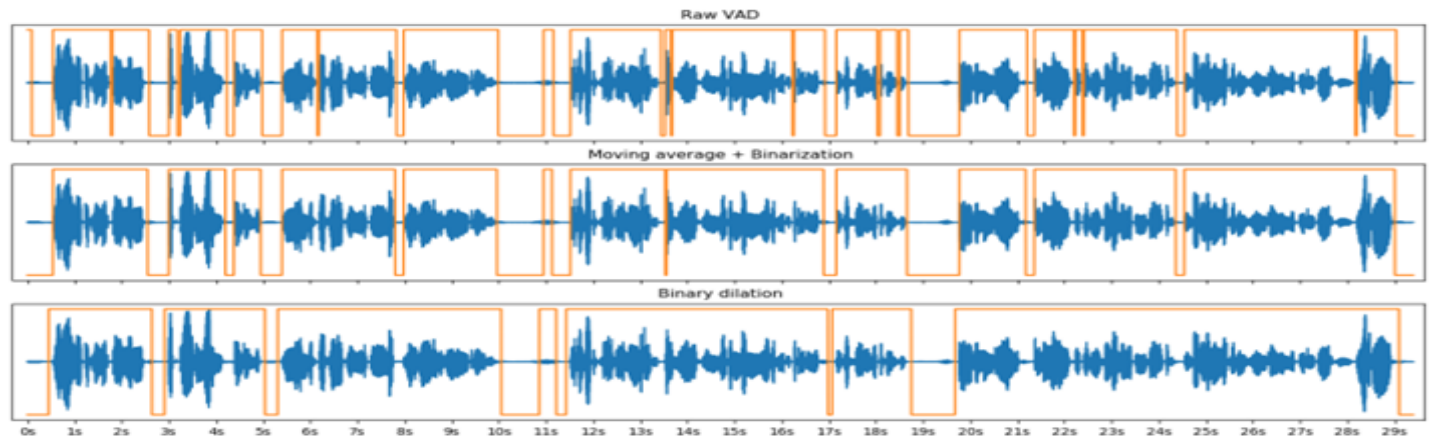 Raw VAD
Moving average + Binarization
Binary dilation
0s 1s 2s 3s 4s 5s 6s 7s 8s 9s 10s 11s 12s 13s 14s 15s 16s 17s 18s 19s 20s 21s 22s 23s 24s 25s 26s 27s 28s 29s